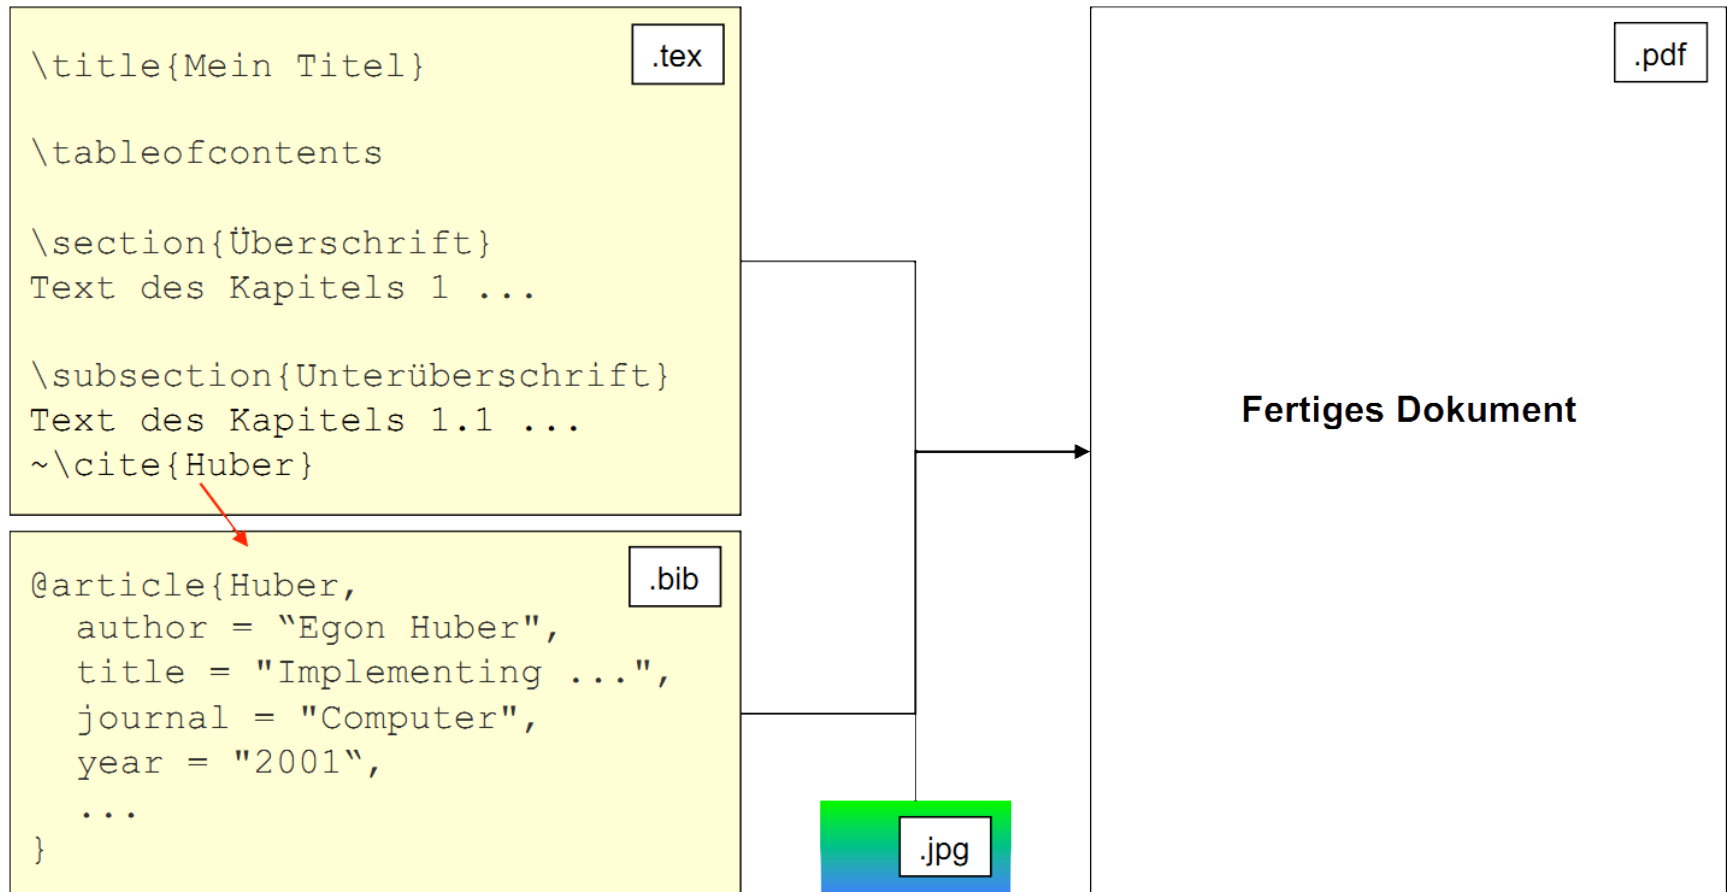 \title{Mein Titel}
.tex
\tableofcontents
\section{Überschrift}
Text des Kapitels 1 ...
\subsection{Unterüberschrift}
Text des Kapitels 1.1 ...
~\cite{Huber}
.bib
@article{Huber,
author = “Egon Huber",
title = "Implementing ...",
journal = "Computer",
year = "2001“,
...
}
.jpg
.pdf
Fertiges Dokument